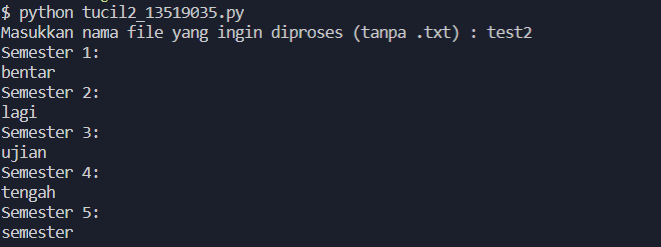 $ python tucil2_13519035.py
Masukkan nama file yang ingin diproses (tanpa .txt) : test2
Semester 1:
bentar
Semester 2:
lagi
Semester 3:
ujian
Semester 4:
tengah
Semester 5:
semester